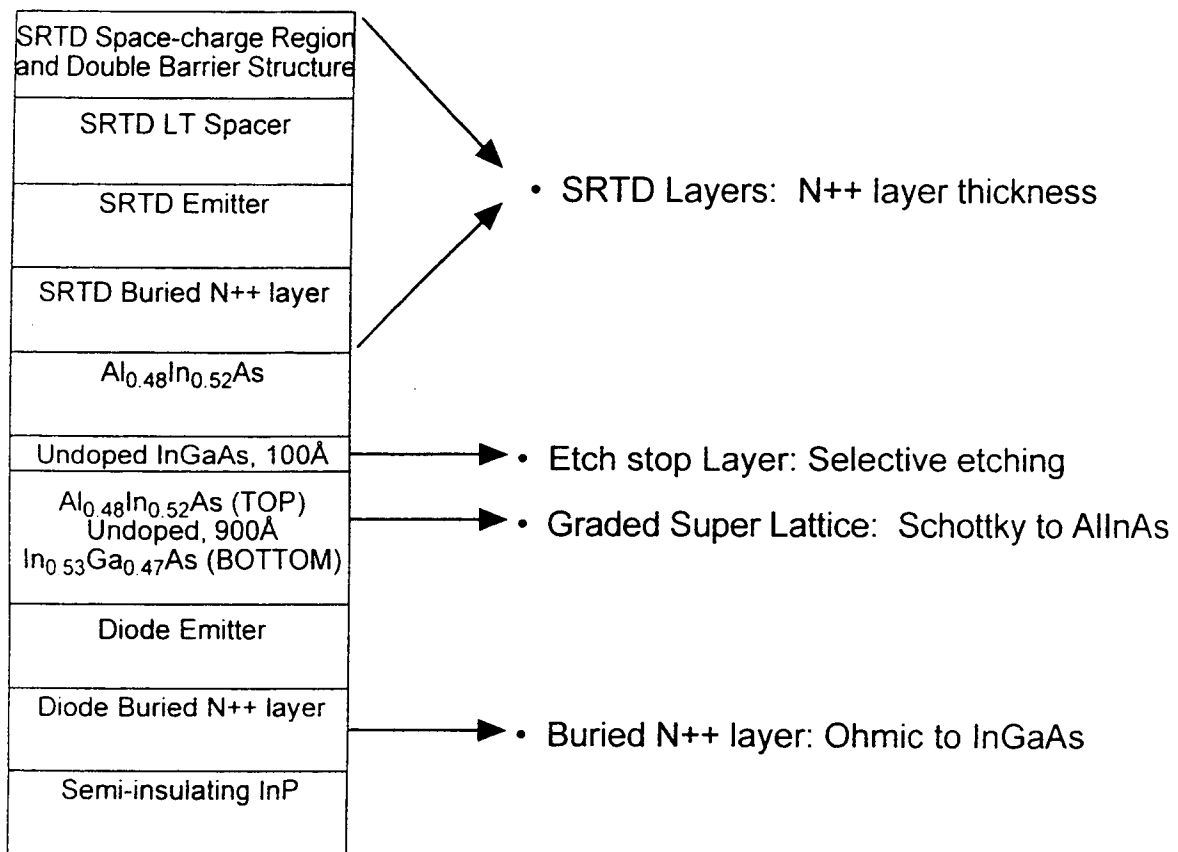 SRTD Space-charge Region
and Double Barrier Structure
SRTD LT Spacer
SRTD Emitter
SRTD Buried N++ layer
Al0.48In0.52As
Undoped InGaAs, 100Å
Al0.48In0.52As (TOP)
Undoped, 900Å
In0.53Ga0.47As (BOTTOM)
Diode Emitter
Diode Buried N++ layer
Semi-insulating InP
• SRTD Layers: N++ layer thickness
• Etch stop Layer: Selective etching
• Graded Super Lattice: Schottky to AlInAs
• Buried N++ layer: Ohmic to InGaAs